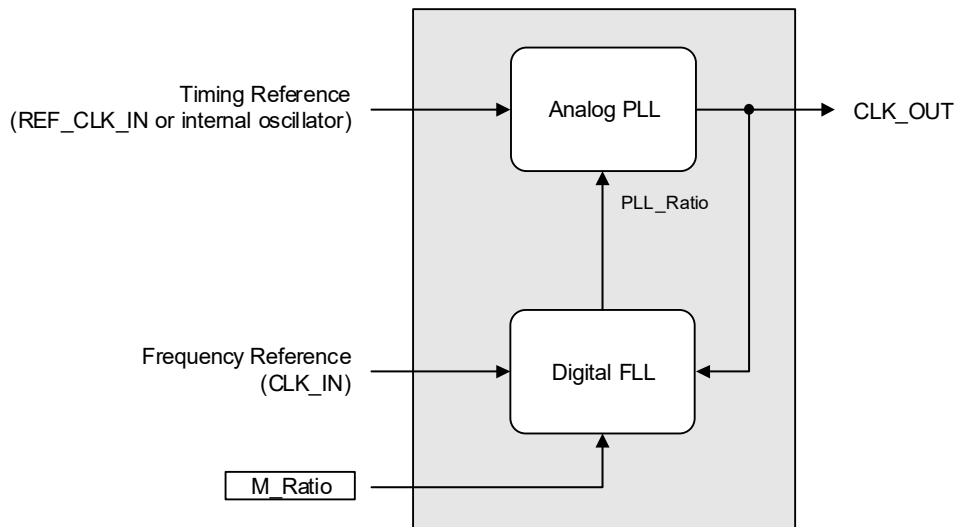 Timing Reference
(REF_CLK_IN or internal oscillator)
Analog PLL
CLK_OUT
PLL_Ratio
Frequency Reference
(CLK_IN)
Digital FLL
M_Ratio